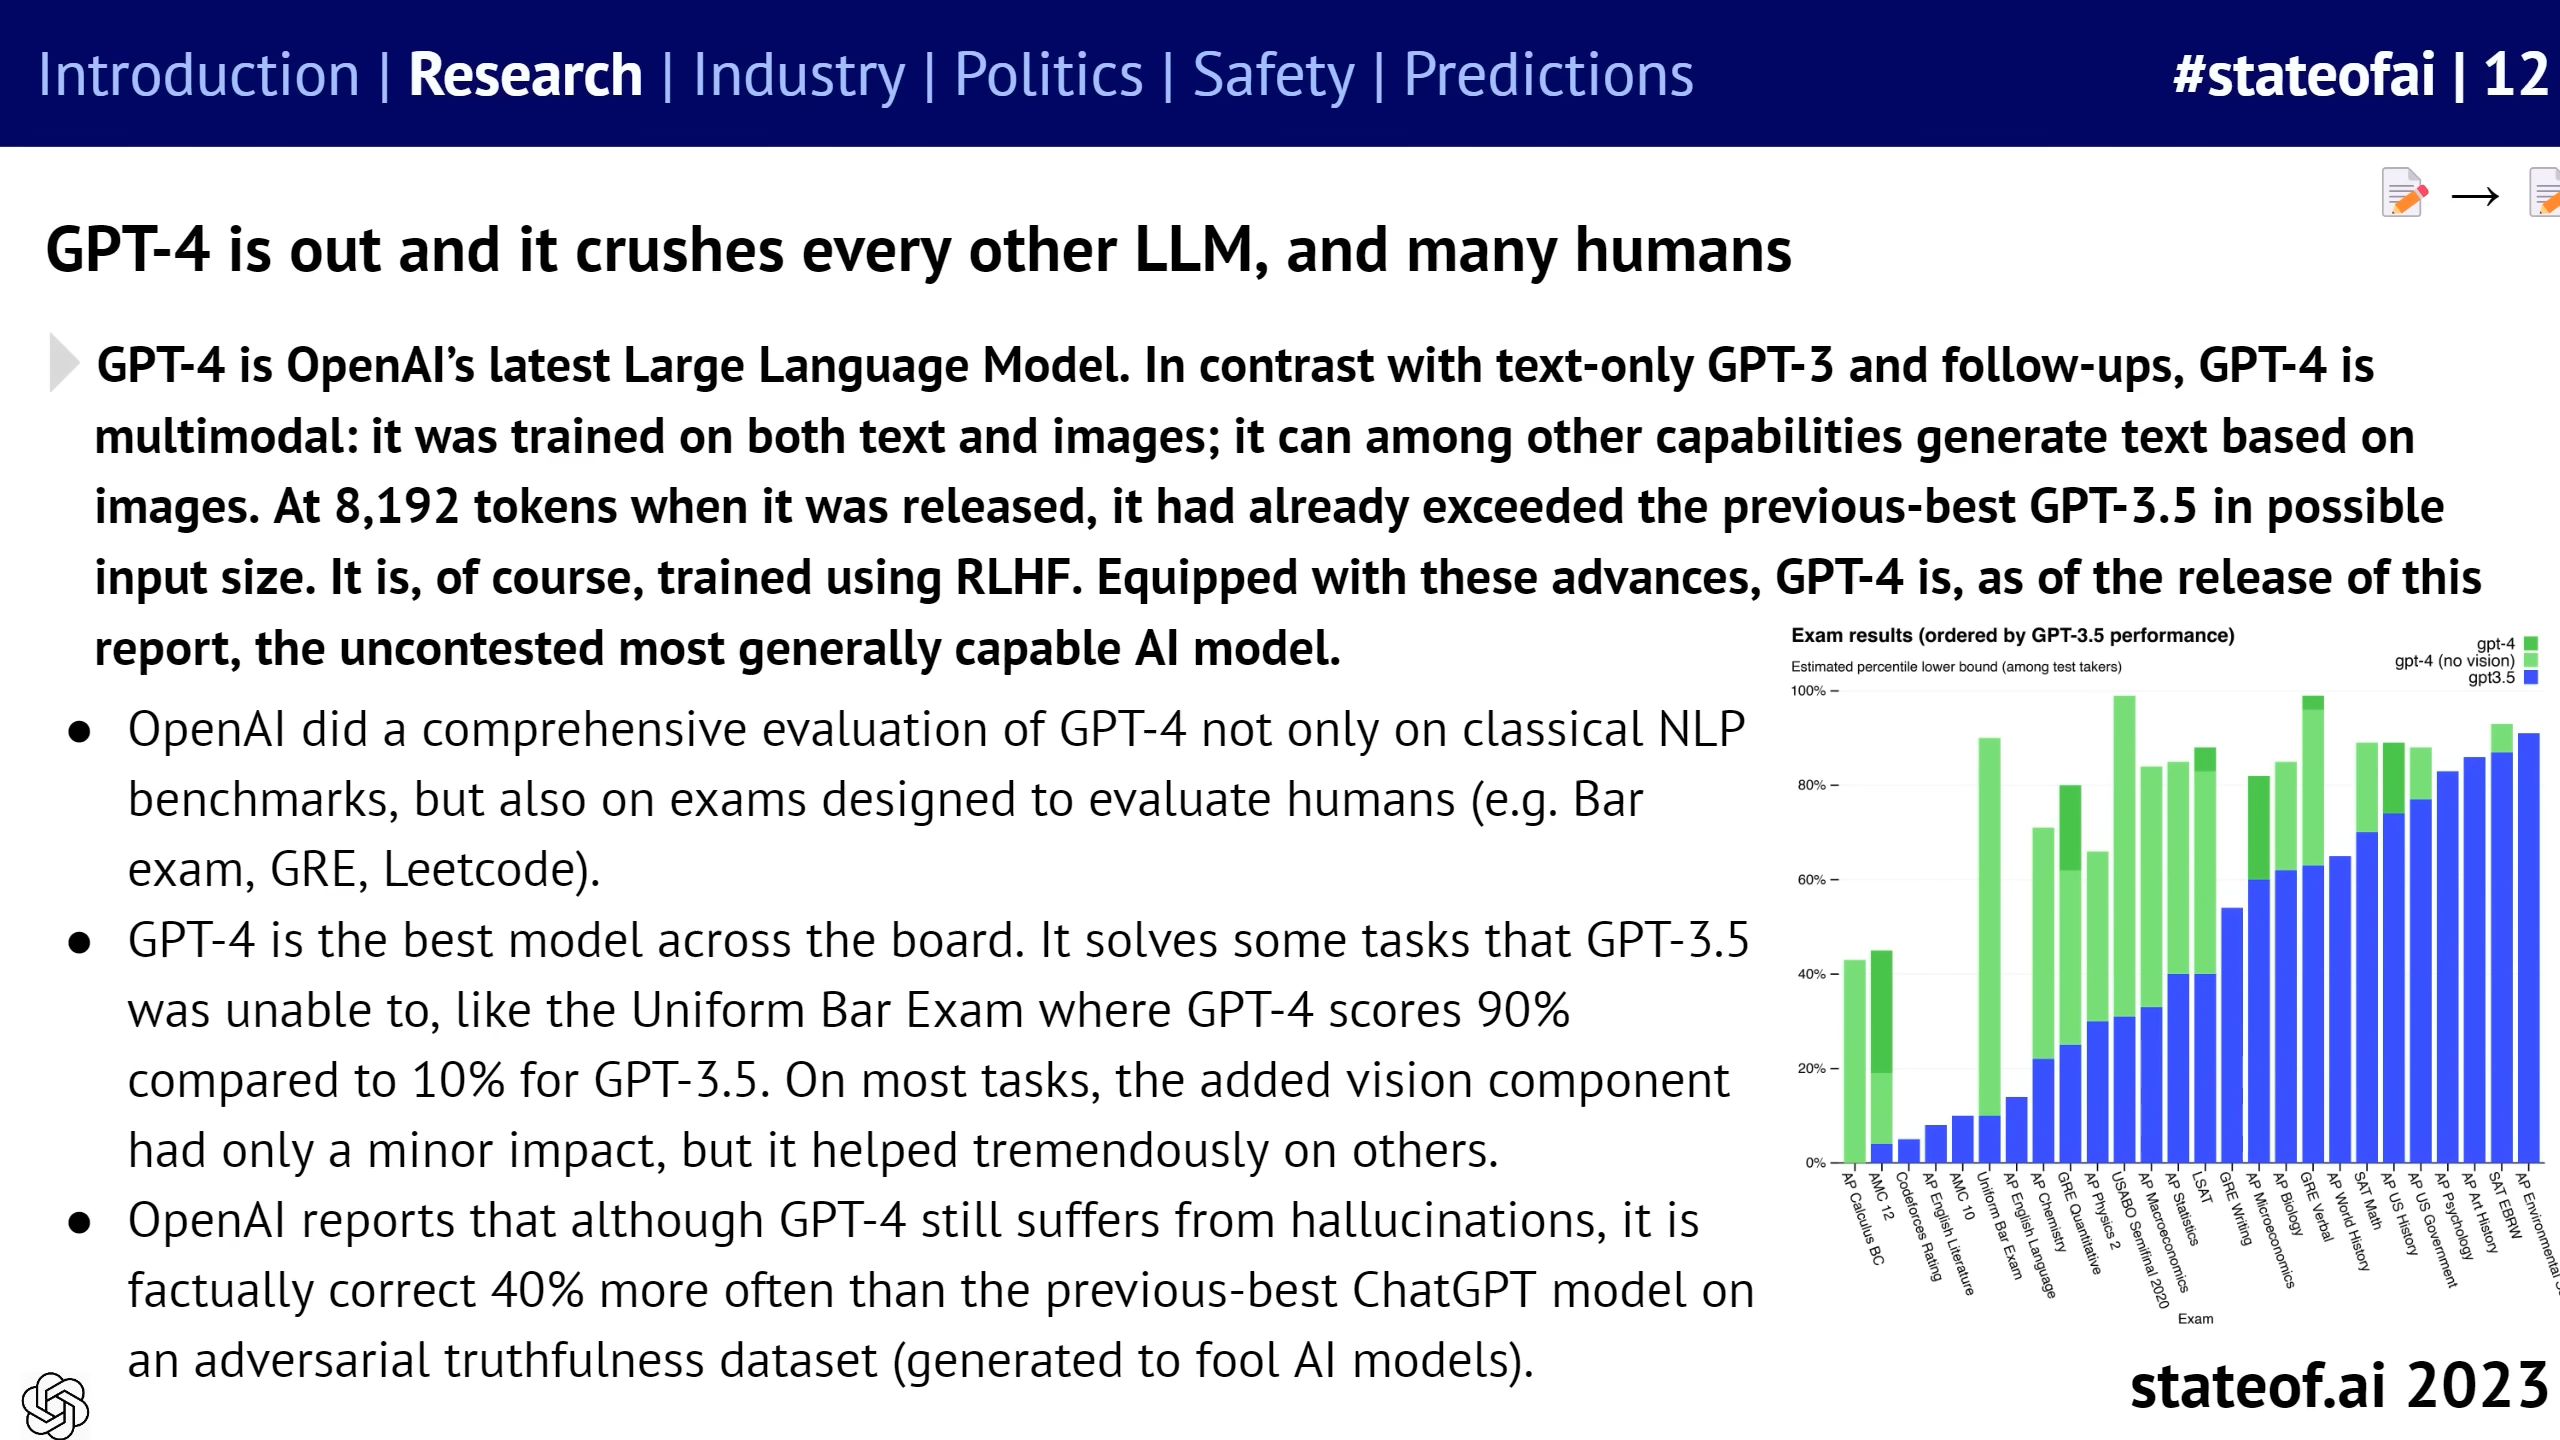 Introduction | Research | Industry | Politics | Safety | Predictions
#stateofai | 12
→
GPT-4 is out and it crushes every other LLM, and many humans
GPT-4 is OpenAI’s latest Large Language Model. In contrast with text-only GPT-3 and follow-ups, GPT-4 is
multimodal: it was trained on both text and images; it can among other capabilities generate text based on
images. At 8,192 tokens when it was released, it had already exceeded the previous-best GPT-3.5 in possible
input size. It is, of course, trained using RLHF. Equipped with these advances, GPT-4 is, as of the release of this
report, the uncontested most generally capable AI model.
● OpenAI did a comprehensive evaluation of GPT-4 not only on classical NLP
benchmarks, but also on exams designed to evaluate humans (e.g. Bar
exam, GRE, Leetcode).
● GPT-4 is the best model across the board. It solves some tasks that GPT-3.5
was unable to, like the Uniform Bar Exam where GPT-4 scores 90%
compared to 10% for GPT-3.5. On most tasks, the added vision component
had only a minor impact, but it helped tremendously on others.
● OpenAI reports that although GPT-4 still suffers from hallucinations, it is
factually correct 40% more often than the previous-best ChatGPT model on
an adversarial truthfulness dataset (generated to fool AI models).
Exam results (ordered by GPT-3.5 performance)
Estimated percentile lower bound (among test takers)
gpt-4
gpt-4 (no vision)
gpt3.5
100%
80%
60%
40%
20%
0%
AP Calculus BC
AMC 12
Codeforces Rating
AP English Literature
AMC 10
Uniform Bar Exam
AP English Language
AP Chemistry
GRE Quantitative
AP Physics 2
USABO Semifinal 2020
AP Macroeconomics
AP Statistics
LSAT
GRE Writing
AP Microeconomics
AP Biology
GRE Verbal
AP World History
SAT Math
AP US History
AP US Government
AP Psychology
AP Art History
SAT EBRW
AP Environmental
Exam
stateof.ai 2023